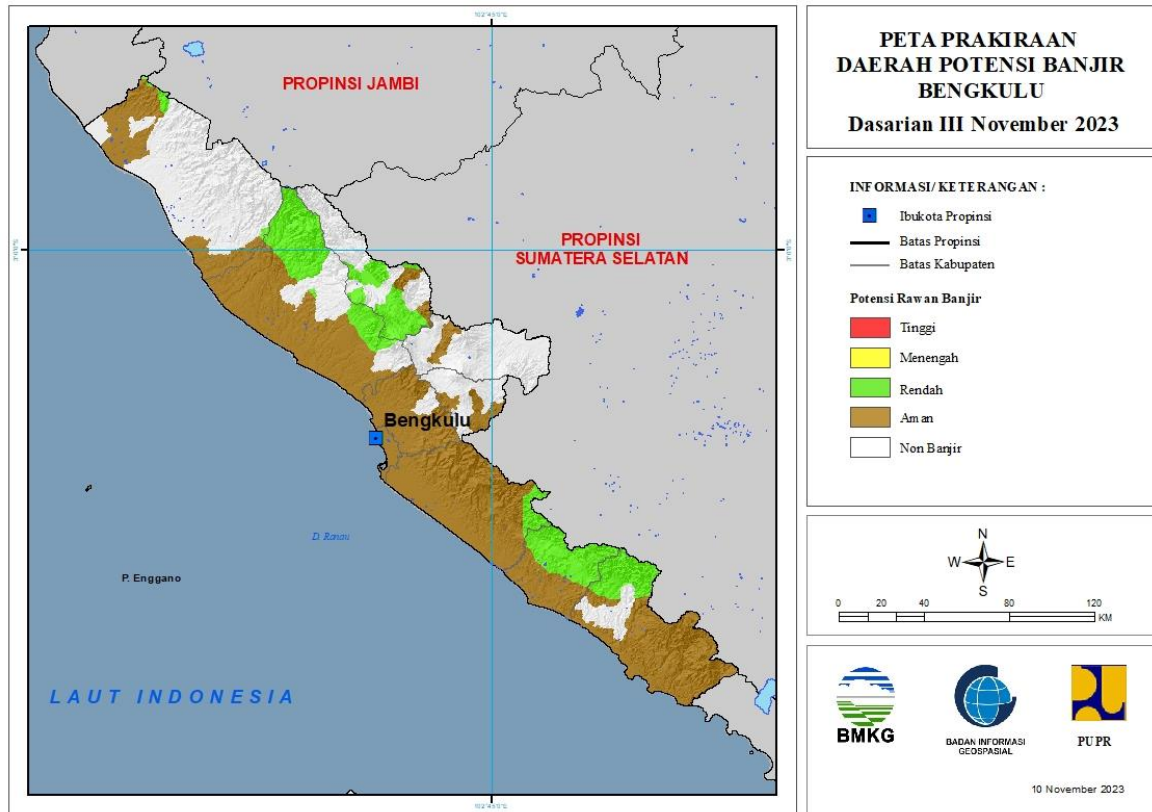 PETA PRAKIRAAN
DAERAH POTENSI BANJIR
BENGKULU
Dasarian III November 2023
INFORMASI/KETERANGAN :
Ibukota Propinsi
Batas Propinsi
Batas Kabupaten
Potensi Rawan Banjir
Tinggi
Menengah
Rendah
Aman
Non Banjir
N
W E
S
0 20 40 80 120
KM
BMKG
BADAN INFORMASI
GEOSPASIAL
PUPR
10 November 2023
PROPINSI JAMBI
PROPINSI
SUMATERA SELATAN
Bengkulu
D. Ranau
P. Enggano
LAUT INDONESIA